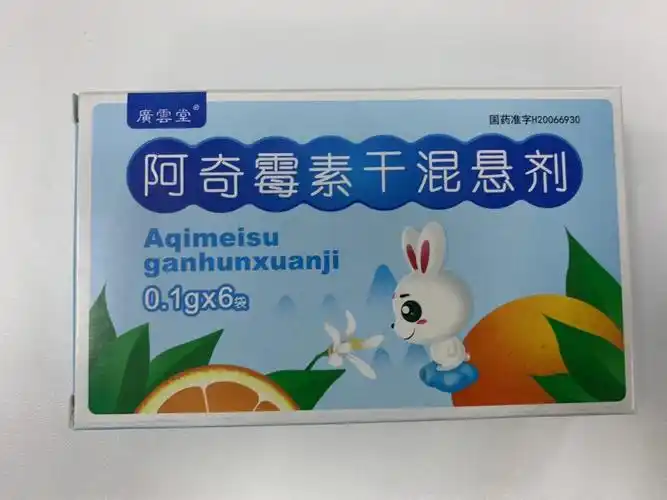 廣雲堂®
国药准字H20066930
阿奇霉素干混悬剂
Aqimeisu
ganhunxuanji
0.1gx6袋